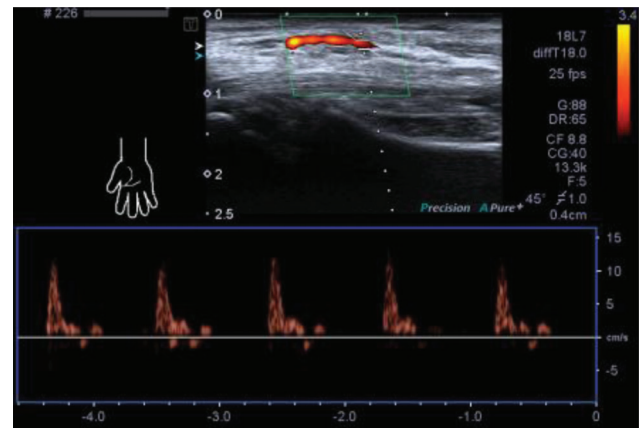 # 226
0
1
2
2.5
3.4
18L7
diffT18.0
25 fps
G:88
DR:65
CF 8.8
CG:40
13.3k
F:5
45° ≠1.0
0.4cm
Precision A Pure+
15
10
5
cm/s
-5
-4.0 -3.0 -2.0 -1.0 0